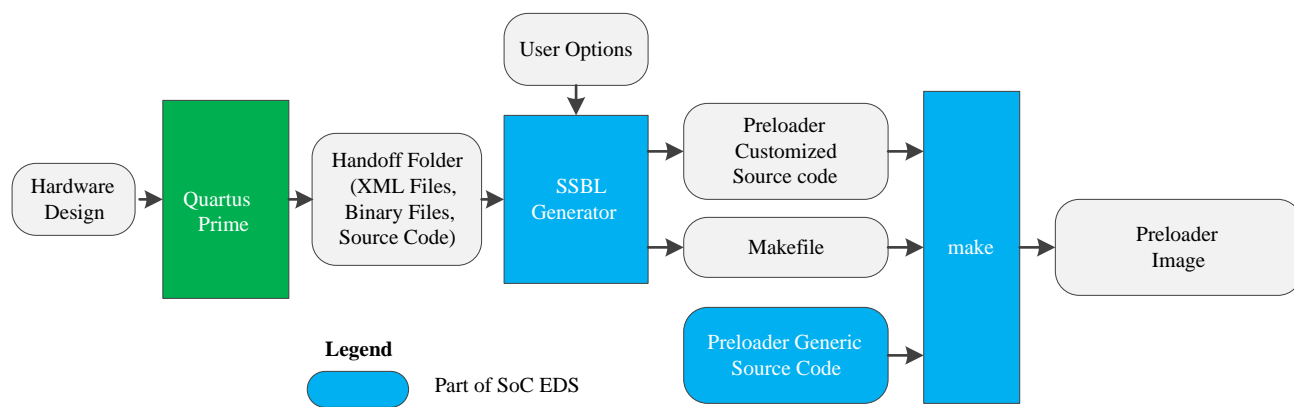 User Options
Hardware
Design
Quartus
Prime
Handoff Folder
(XML Files,
Binary Files,
Source Code)
SSBL
Generator
Preloader
Customized
Source code
Makefile
Preloader Generic
Source Code
make
Preloader
Image
Legend
Part of SoC EDS